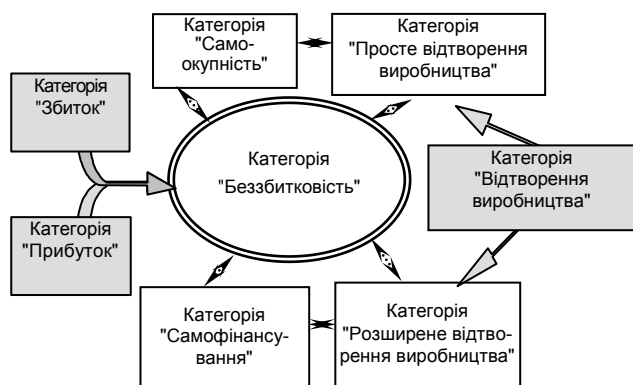 Категорія
"Само-
окупність"
Категорія
"Просте відтворення
виробництва"
Категорія
"Збиток"
Категорія
"Беззбитковість"
Категорія
"Відтворення
виробництва"
Категорія
"Прибуток"
Категорія
"Самофінансу-
вання"
Категорія
"Розширене відтво-
рення виробництва"